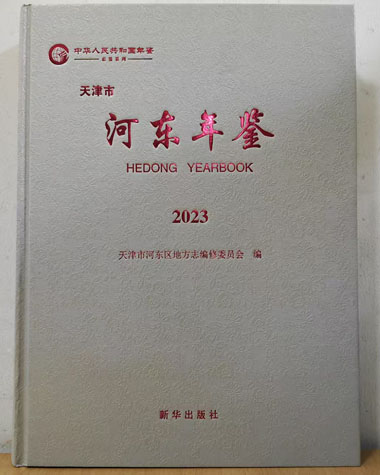 中华人民共和国年鉴
天津市
河东年鉴
HEDONG YEARBOOK
2023
天津市河东区地方志编修委员会 编
新华出版社